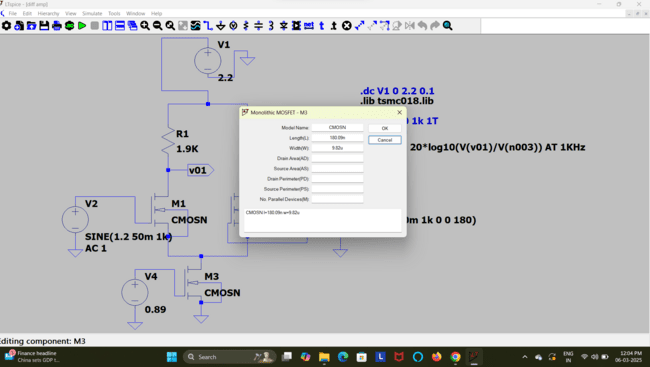 LTspice - [diff amp]
File Edit Hierarchy View Simulate Tools Window Help
V1
2.2
.dc V1 0 2.2 0.1
.lib tsmc018.lib
0 1k 1T
20*log10(V(v01)/V(n003)) AT 1KHz
Monolithic MOSFET - M3
Model Name: CMOSN
OK
Length(L): 180.09n
Cancel
Width(W): 9.62u
Drain Area(AD):
Source Area(AS):
Drain Perimeter(PD):
Source Perimeter(PS):
No. Parallel Devices(M):
CMOSN l=180.09n w=9.62u
R1
1.9K
v01
V2
M1
CMOSN
SINE(1.2 50m 1k)
AC 1
0m 1k 0 0 180)
V4
0.89
M3
CMOSN
Editing component: M3
Finance headline
China sets GDP t...
Search
ENG
IN
12:04 PM
06-03-2025